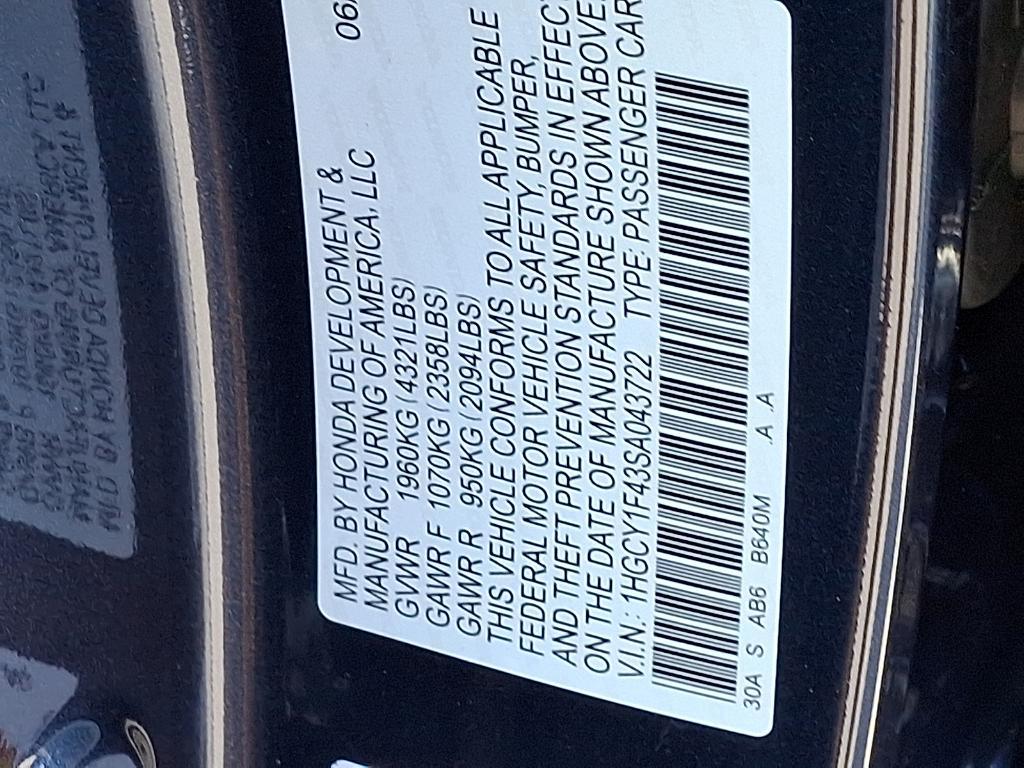 MFD. BY HONDA DEVELOPMENT &
MANUFACTURING OF AMERICA, LLC 06/
GVWR 1960KG (4321LBS)
GAWR F 1070KG (2358LBS)
GAWR R 950KG (2094LBS)
THIS VEHICLE CONFORMS TO ALL APPLICABLE
FEDERAL MOTOR VEHICLE SAFETY, BUMPER,
AND THEFT PREVENTION STANDARDS IN EFFECT
ON THE DATE OF MANUFACTURE SHOWN ABOVE.
V.I.N.: 1HGCY1F43SA043722 TYPE: PASSENGER CAR
30A S AB6 B640M .A .A